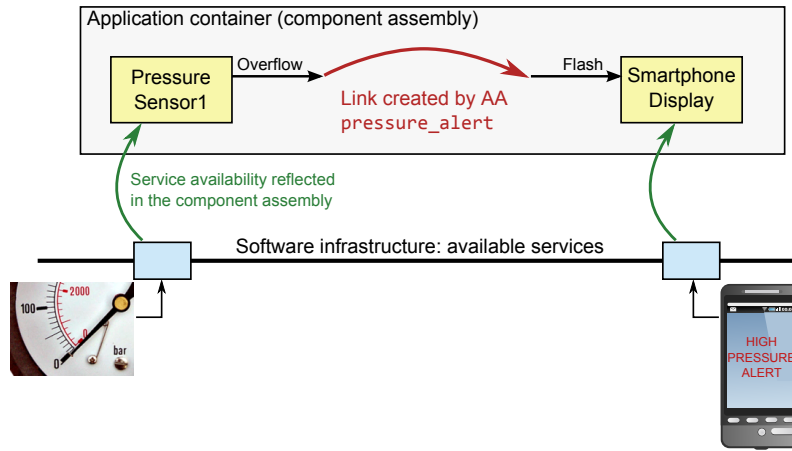 Application container (component assembly)
Pressure
Sensor1
Overflow
Flash
Smartphone
Display
Link created by AA
pressure_alert
Service availability reflected
in the component assembly
Software infrastructure: available services
2000
100
0
0
bar
HIGH
PRESSURE
ALERT